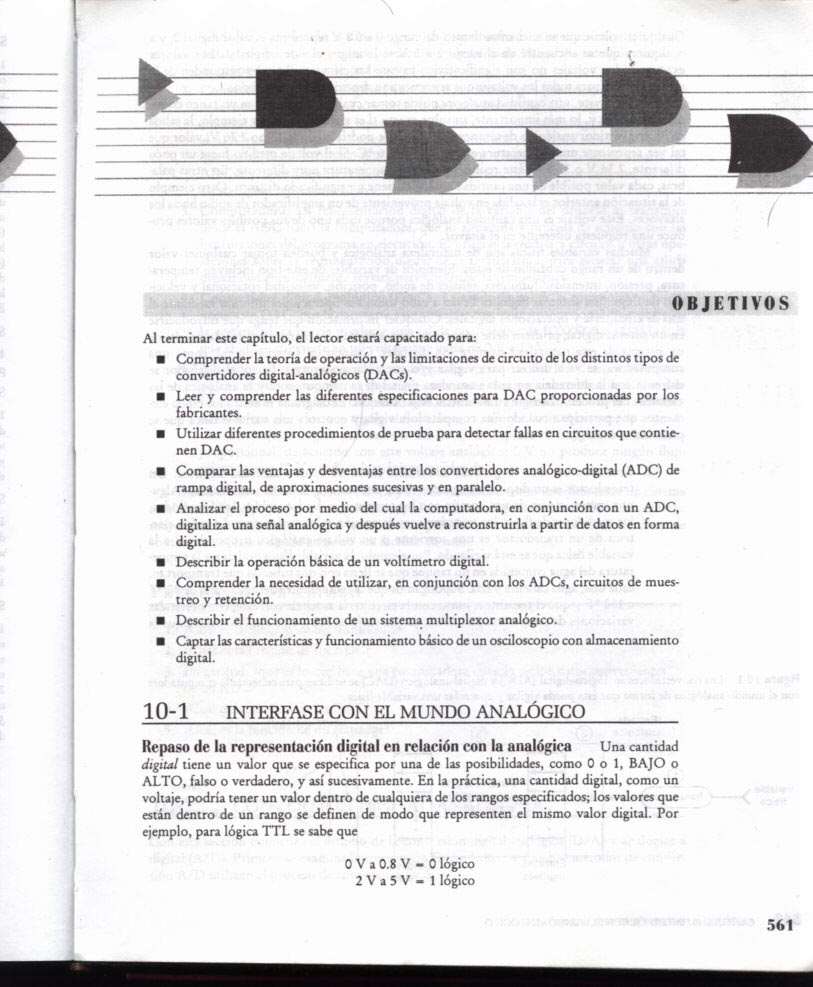 OBJETIVOS
Al terminar este capítulo, el lector estará capacitado para:
■ Comprender la teoría de operación y las limitaciones de circuito de los distintos tipos de
convertidores digital-analógicos (DACs).
■ Leer y comprender las diferentes especificaciones para DAC proporcionadas por los
fabricantes.
■ Utilizar diferentes procedimientos de prueba para detectar fallas en circuitos que contie-
nen DAC.
■ Comparar las ventajas y desventajas entre los convertidores analógico-digital (ADC) de
rampa digital, de aproximaciones sucesivas y en paralelo.
■ Analizar el proceso por medio del cual la computadora, en conjunción con un ADC,
digitaliza una señal analógica y después vuelve a reconstruirla a partir de datos en forma
digital.
■ Describir la operación básica de un voltímetro digital.
■ Comprender la necesidad de utilizar, en conjunción con los ADCs, circuitos de mues-
treo y retención.
■ Describir el funcionamiento de un sistema multiplexor analógico.
■ Captar las características y funcionamiento básico de un osciloscopio con almacenamiento
digital.
10-1 INTERFASE CON EL MUNDO ANALÓGICO
Repaso de la representación digital en relación con la analógica Una cantidad
digital tiene un valor que se especifica por una de las posibilidades, como 0 o 1, BAJO o
ALTO, falso o verdadero, y así sucesivamente. En la práctica, una cantidad digital, como un
voltaje, podría tener un valor dentro de cualquiera de los rangos especificados; los valores que
están dentro de un rango se definen de modo que representen el mismo valor digital. Por
ejemplo, para lógica TTL se sabe que
0 V a 0.8 V = 0 lógico
2 V a 5 V = 1 lógico
561